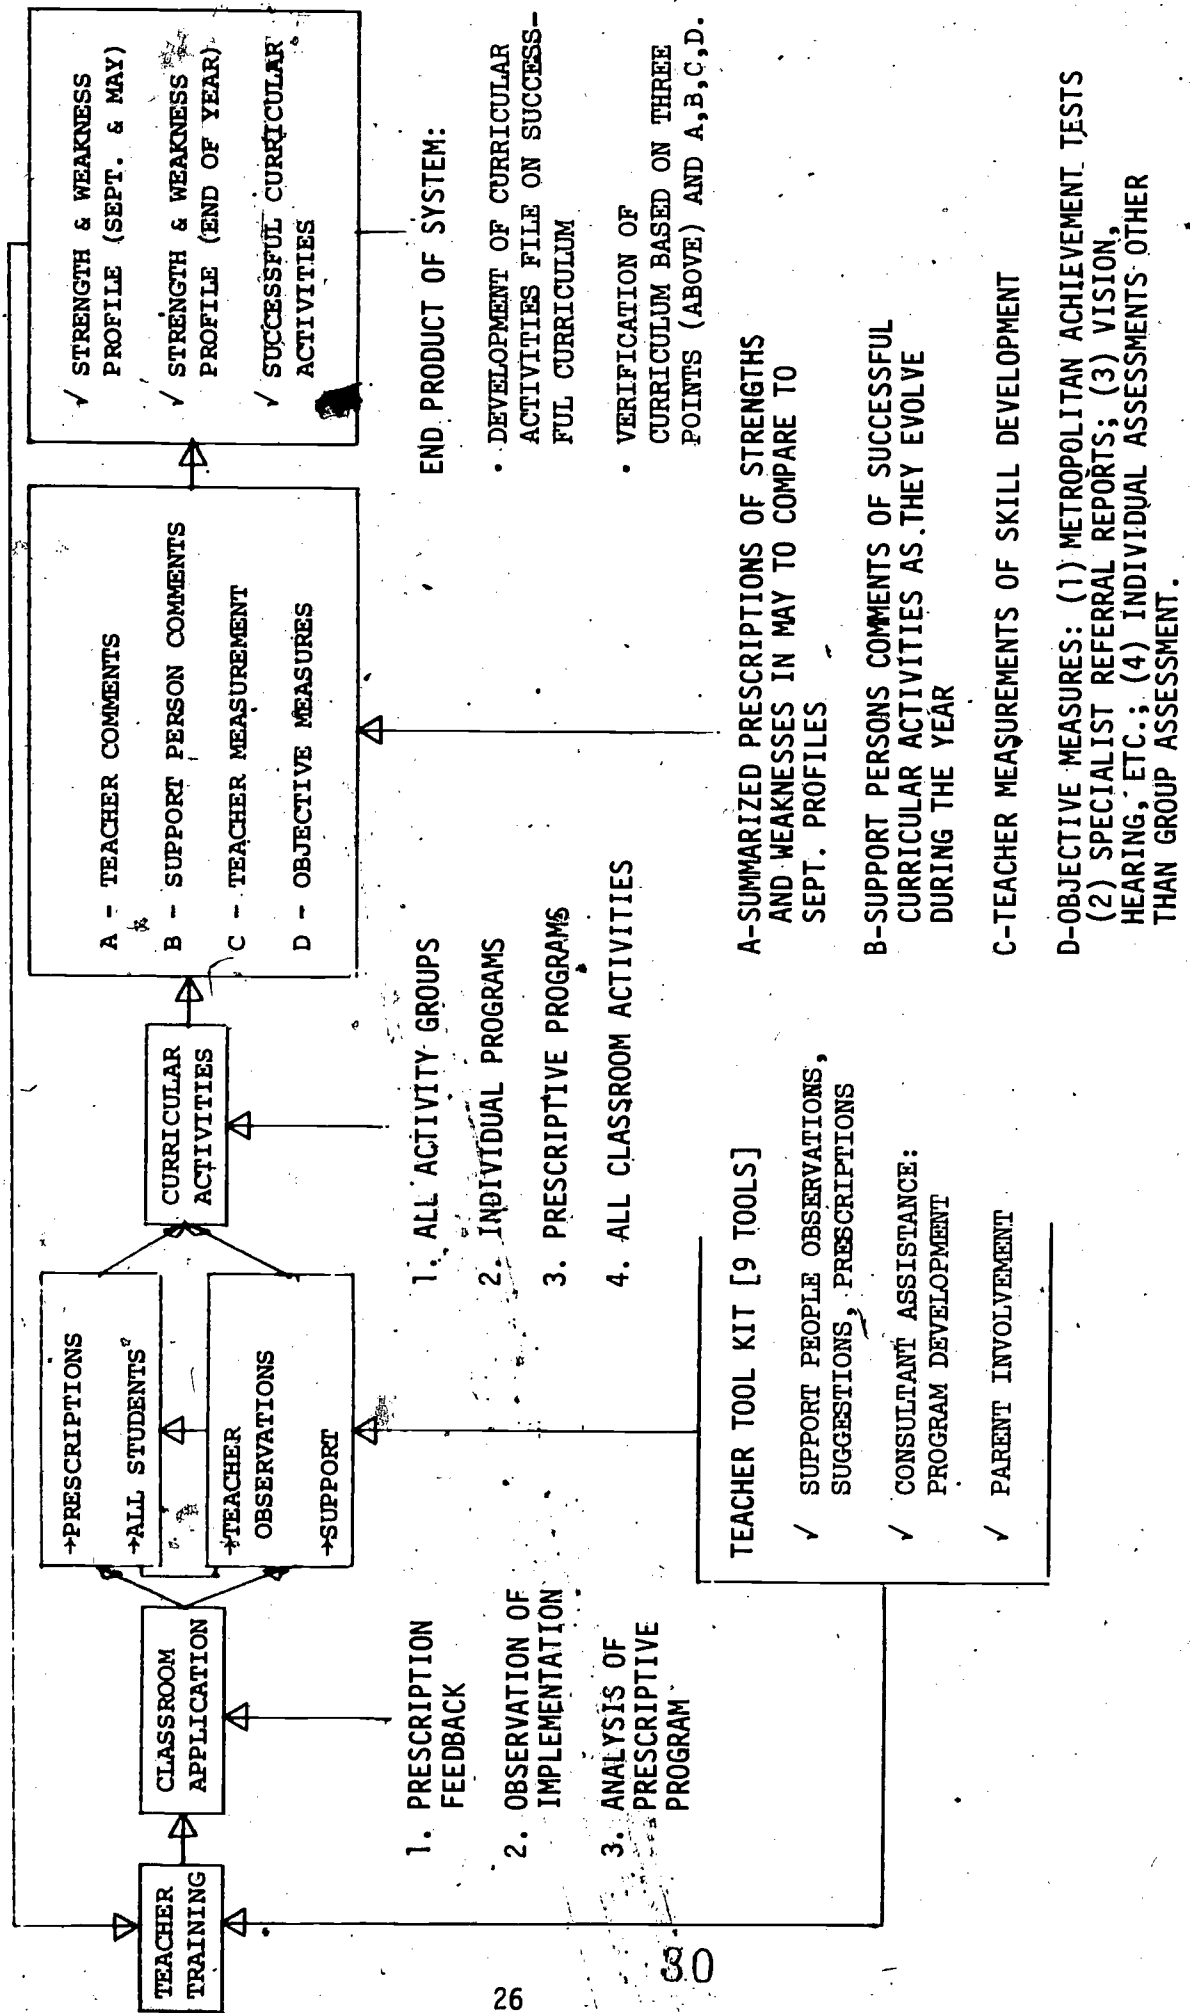 TEACHER
TRAINING
CLASSROOM
APPLICATION
→PRESCRIPTIONS
→ALL STUDENTS
→TEACHER
OBSERVATIONS
→SUPPORT
CURRICULAR
ACTIVITIES
A - TEACHER COMMENTS
B - SUPPORT PERSON COMMENTS
C - TEACHER MEASUREMENT
D - OBJECTIVE MEASURES
✓ STRENGTH & WEAKNESS
PROFILE (SEPT. & MAY)
✓ STRENGTH & WEAKNESS
PROFILE (END OF YEAR)
✓ SUCCESSFUL CURRICULAR
ACTIVITIES
1. PRESCRIPTION
FEEDBACK
2. OBSERVATION OF
IMPLEMENTATION
3. ANALYSIS OF
PRESCRIPTIVE
PROGRAM
1. ALL ACTIVITY GROUPS
2. INDIVIDUAL PROGRAMS
3. PRESCRIPTIVE PROGRAMS
4. ALL CLASSROOM ACTIVITIES
END PRODUCT OF SYSTEM:
• DEVELOPMENT OF CURRICULAR
ACTIVITIES FILE ON SUCCESS-
FUL CURRICULUM
• VERIFICATION OF
CURRICULUM BASED ON THREE
POINTS (ABOVE) AND A,B,C,D.
TEACHER TOOL KIT [9 TOOLS]
✓ SUPPORT PEOPLE OBSERVATIONS,
SUGGESTIONS, PRESCRIPTIONS
✓ CONSULTANT ASSISTANCE:
PROGRAM DEVELOPMENT
✓ PARENT INVOLVEMENT
A-SUMMARIZED PRESCRIPTIONS OF STRENGTHS
AND WEAKNESSES IN MAY TO COMPARE TO
SEPT. PROFILES
B-SUPPORT PERSONS COMMENTS OF SUCCESSFUL
CURRICULAR ACTIVITIES AS THEY EVOLVE
DURING THE YEAR
C-TEACHER MEASUREMENTS OF SKILL DEVELOPMENT
D-OBJECTIVE MEASURES: (1) METROPOLITAN ACHIEVEMENT TESTS
(2) SPECIALIST REFERRAL REPORTS; (3) VISION,
HEARING, ETC.; (4) INDIVIDUAL ASSESSMENTS OTHER
THAN GROUP ASSESSMENT.
26
30